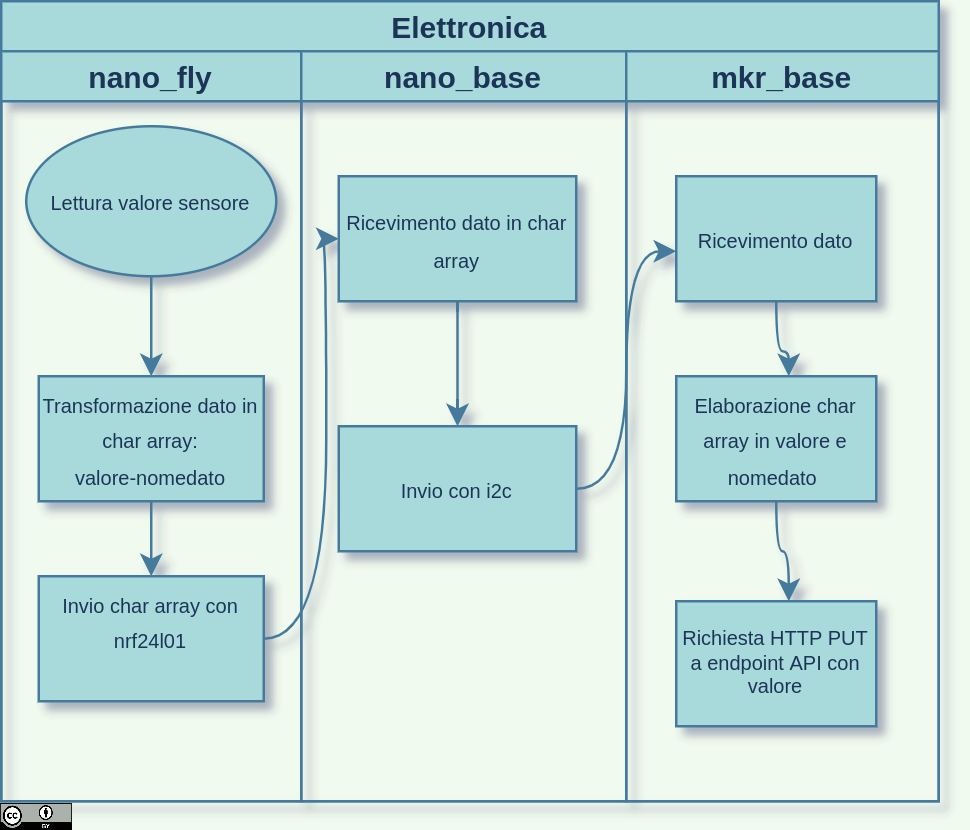 Elettronica
nano_fly
nano_base
mkr_base
Lettura valore sensore
Transformazione dato in
char array:
valore-nomedato
Invio char array con
nrf24l01
Ricevimento dato in char
array
Invio con i2c
Ricevimento dato
Elaborazione char
array in valore e
nomedato
Richiesta HTTP PUT
a endpoint API con
valore
cc
BY